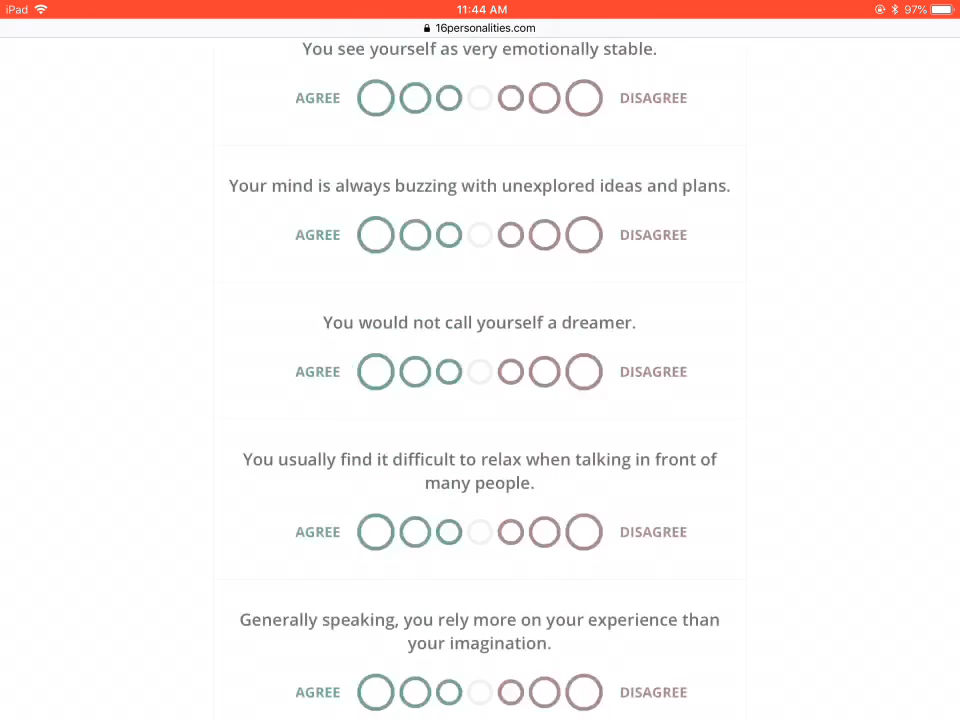 iPad 11:44 AM 97%
16personalities.com
You see yourself as very emotionally stable.
AGREE DISAGREE
Your mind is always buzzing with unexplored ideas and plans.
AGREE DISAGREE
You would not call yourself a dreamer.
AGREE DISAGREE
You usually find it difficult to relax when talking in front of
many people.
AGREE DISAGREE
Generally speaking, you rely more on your experience than
your imagination.
AGREE DISAGREE